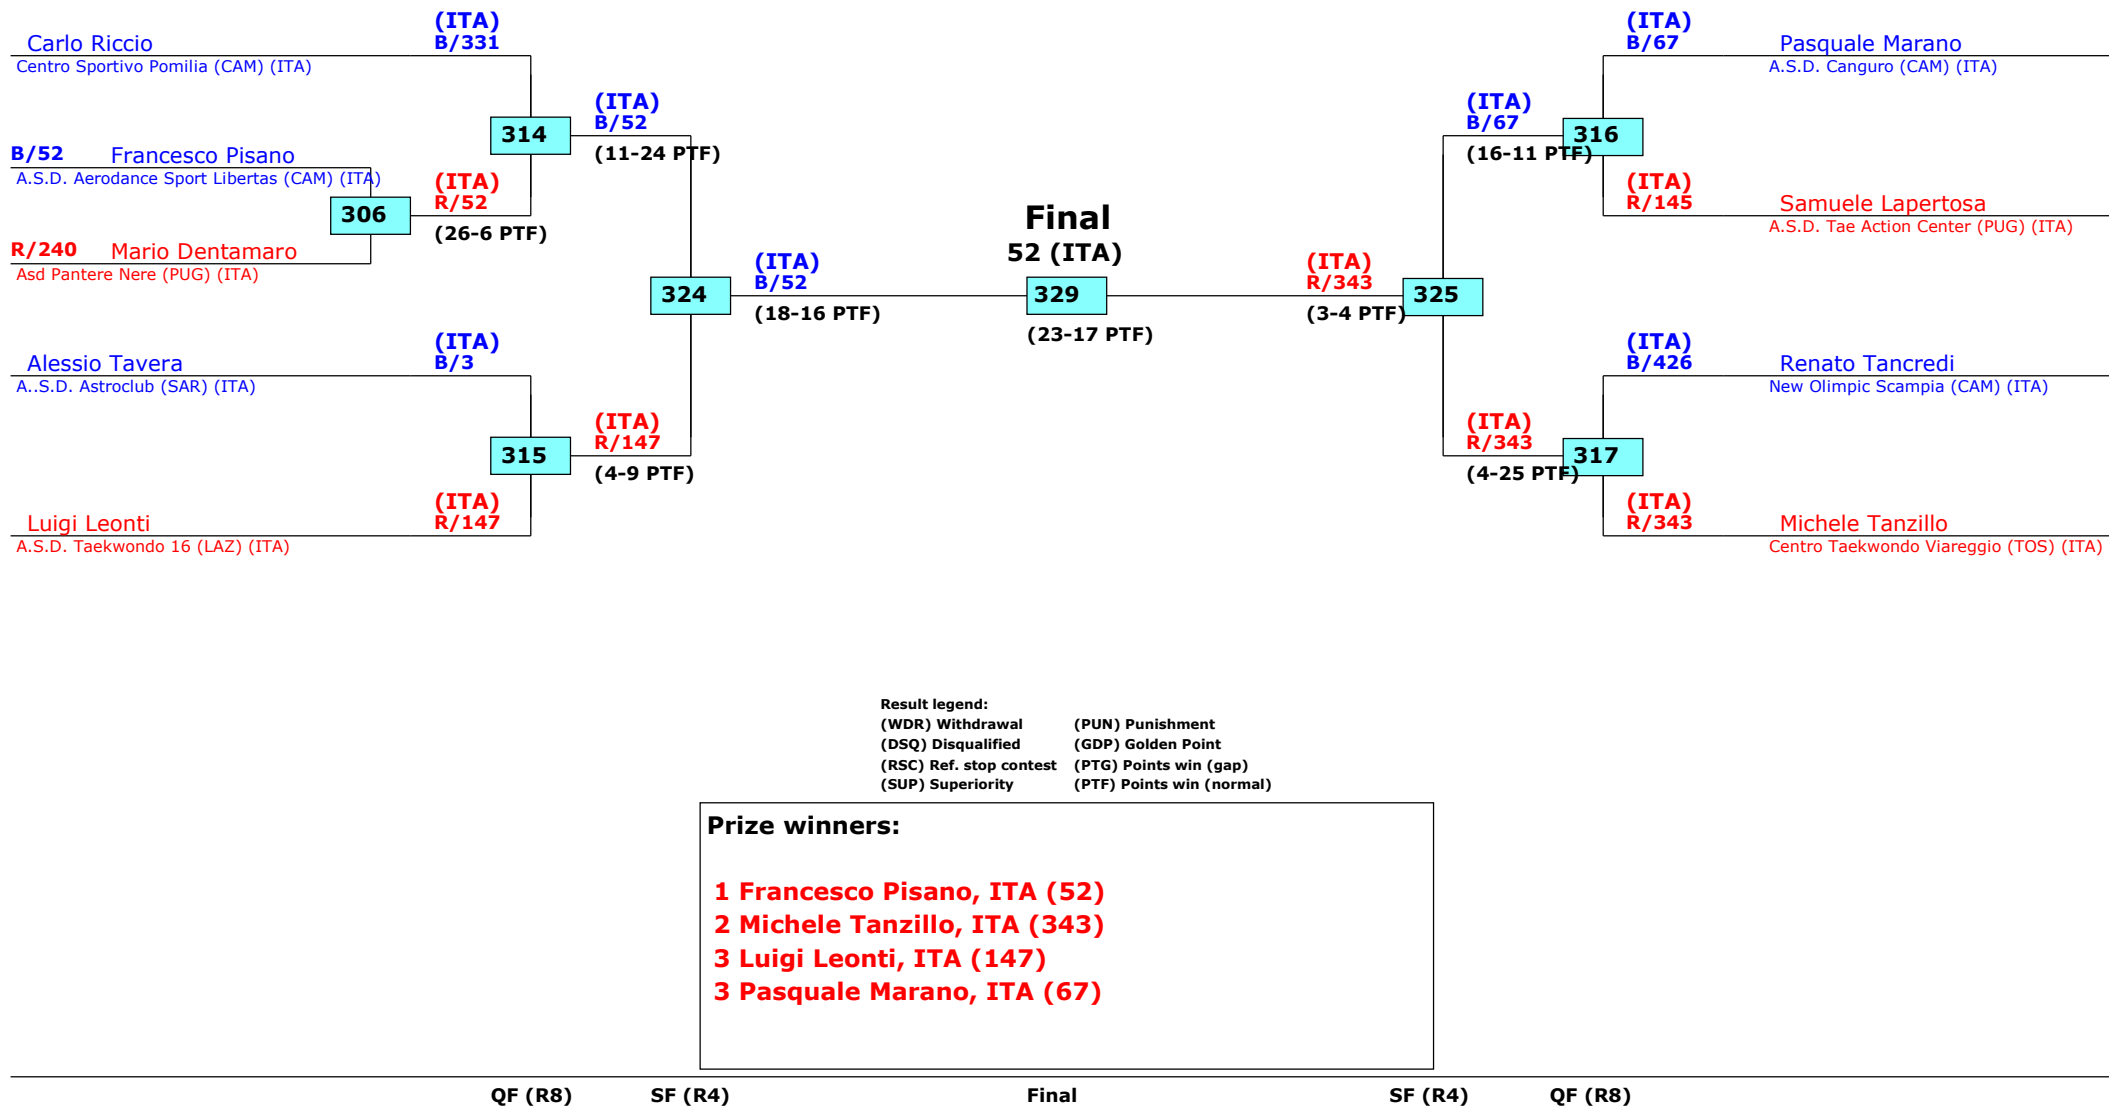 (ITA)
B/331
Carlo Riccio
Centro Sportivo Pomilia (CAM) (ITA)
314
(ITA)
B/52
(11-24 PTF)
B/52 Francesco Pisano
A.S.D. Aerodance Sport Libertas (CAM) (ITA)
306
(ITA)
R/52
(26-6 PTF)
R/240 Mario Dentamaro
Asd Pantere Nere (PUG) (ITA)
324
(ITA)
B/52
(18-16 PTF)
(ITA)
B/3
Alessio Tavera
A..S.D. Astroclub (SAR) (ITA)
315
(ITA)
R/147
(4-9 PTF)
(ITA)
R/147
Luigi Leonti
A.S.D. Taekwondo 16 (LAZ) (ITA)
Final
52 (ITA)
329
(23-17 PTF)
(ITA)
R/343
(3-4 PTF)
325
(ITA)
B/67
(16-11 PTF)
316
(ITA)
B/67
Pasquale Marano
A.S.D. Canguro (CAM) (ITA)
(ITA)
R/145
Samuele Lapertosa
A.S.D. Tae Action Center (PUG) (ITA)
(ITA)
R/343
(4-25 PTF)
317
(ITA)
B/426
Renato Tancredi
New Olimpic Scampia (CAM) (ITA)
(ITA)
R/343
Michele Tanzillo
Centro Taekwondo Viareggio (TOS) (ITA)
Result legend:
(WDR) Withdrawal (PUN) Punishment
(DSQ) Disqualified (GDP) Golden Point
(RSC) Ref. stop contest (PTG) Points win (gap)
(SUP) Superiority (PTF) Points win (normal)
Prize winners:
1 Francesco Pisano, ITA (52)
2 Michele Tanzillo, ITA (343)
3 Luigi Leonti, ITA (147)
3 Pasquale Marano, ITA (67)
QF (R8) SF (R4) Final SF (R4) QF (R8)